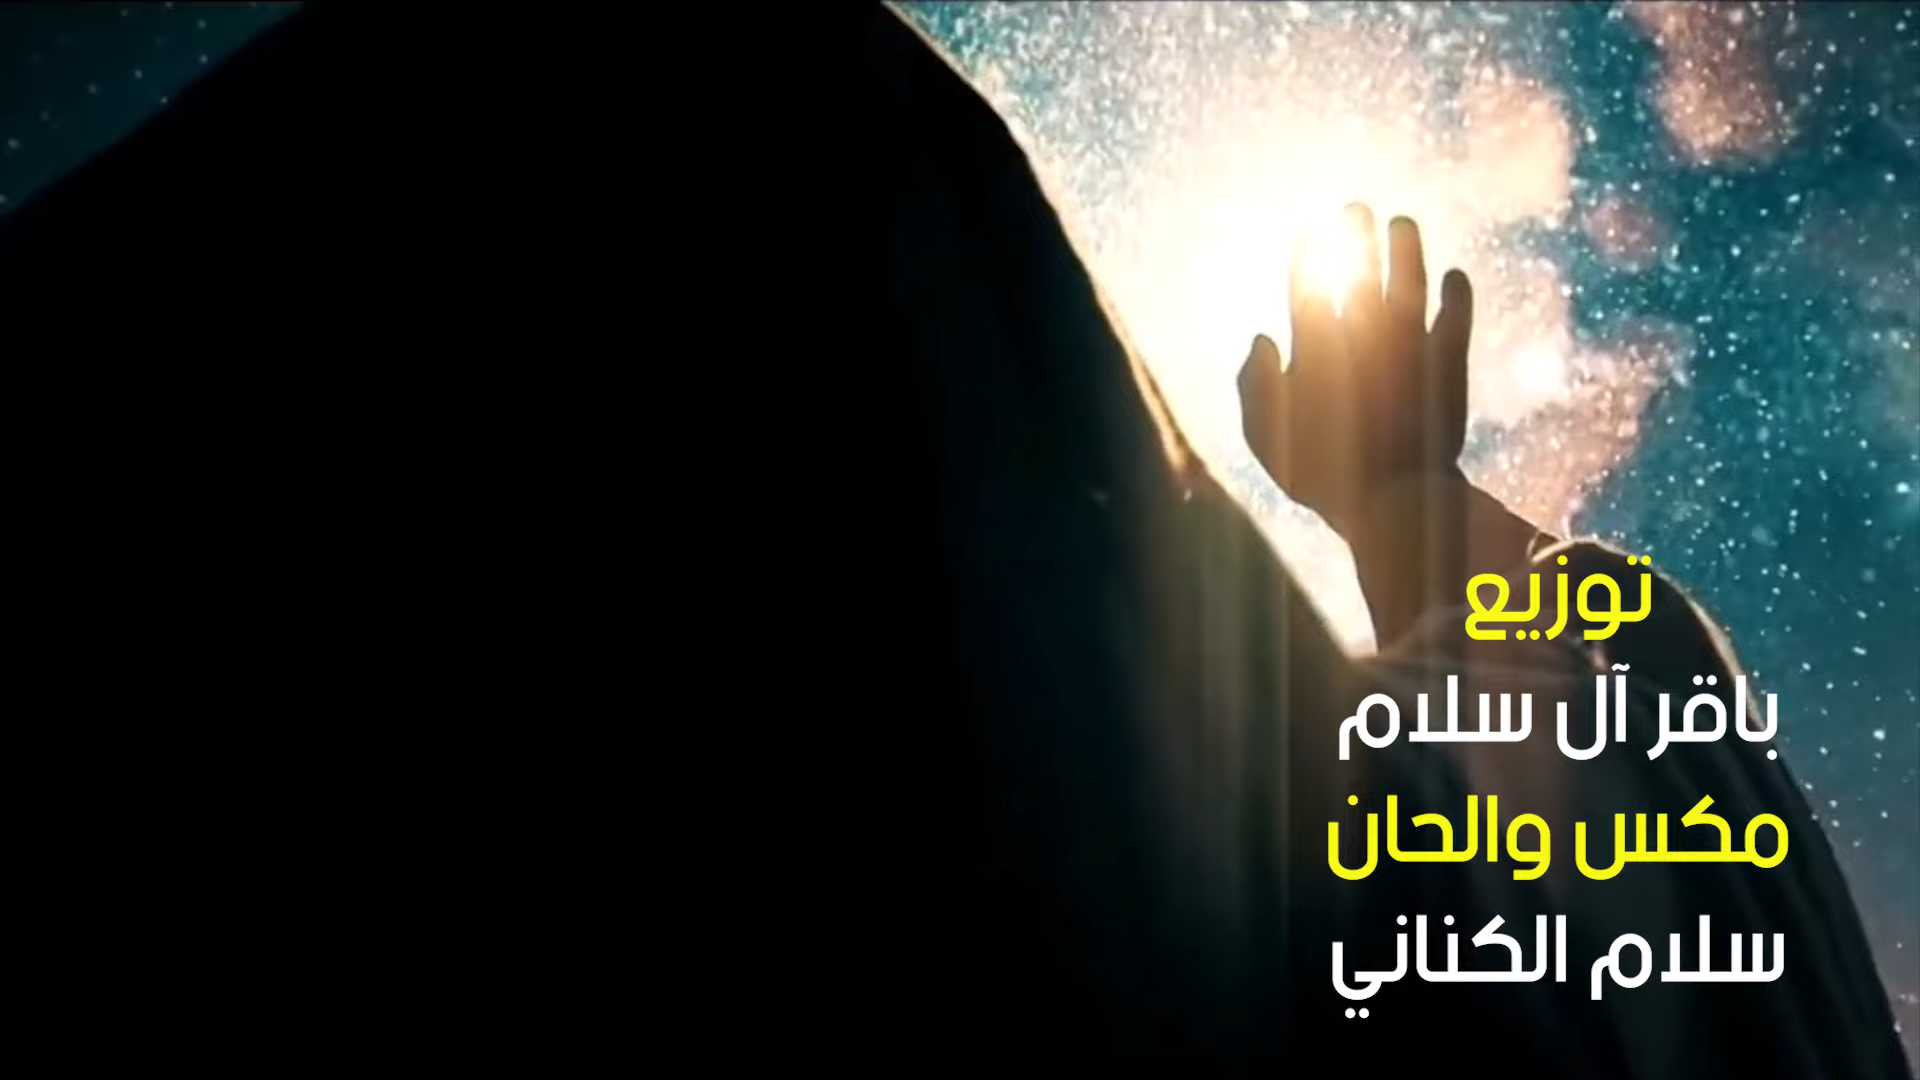 توزيع
باقر آل سلام
مكس والحان
سلام الكناني